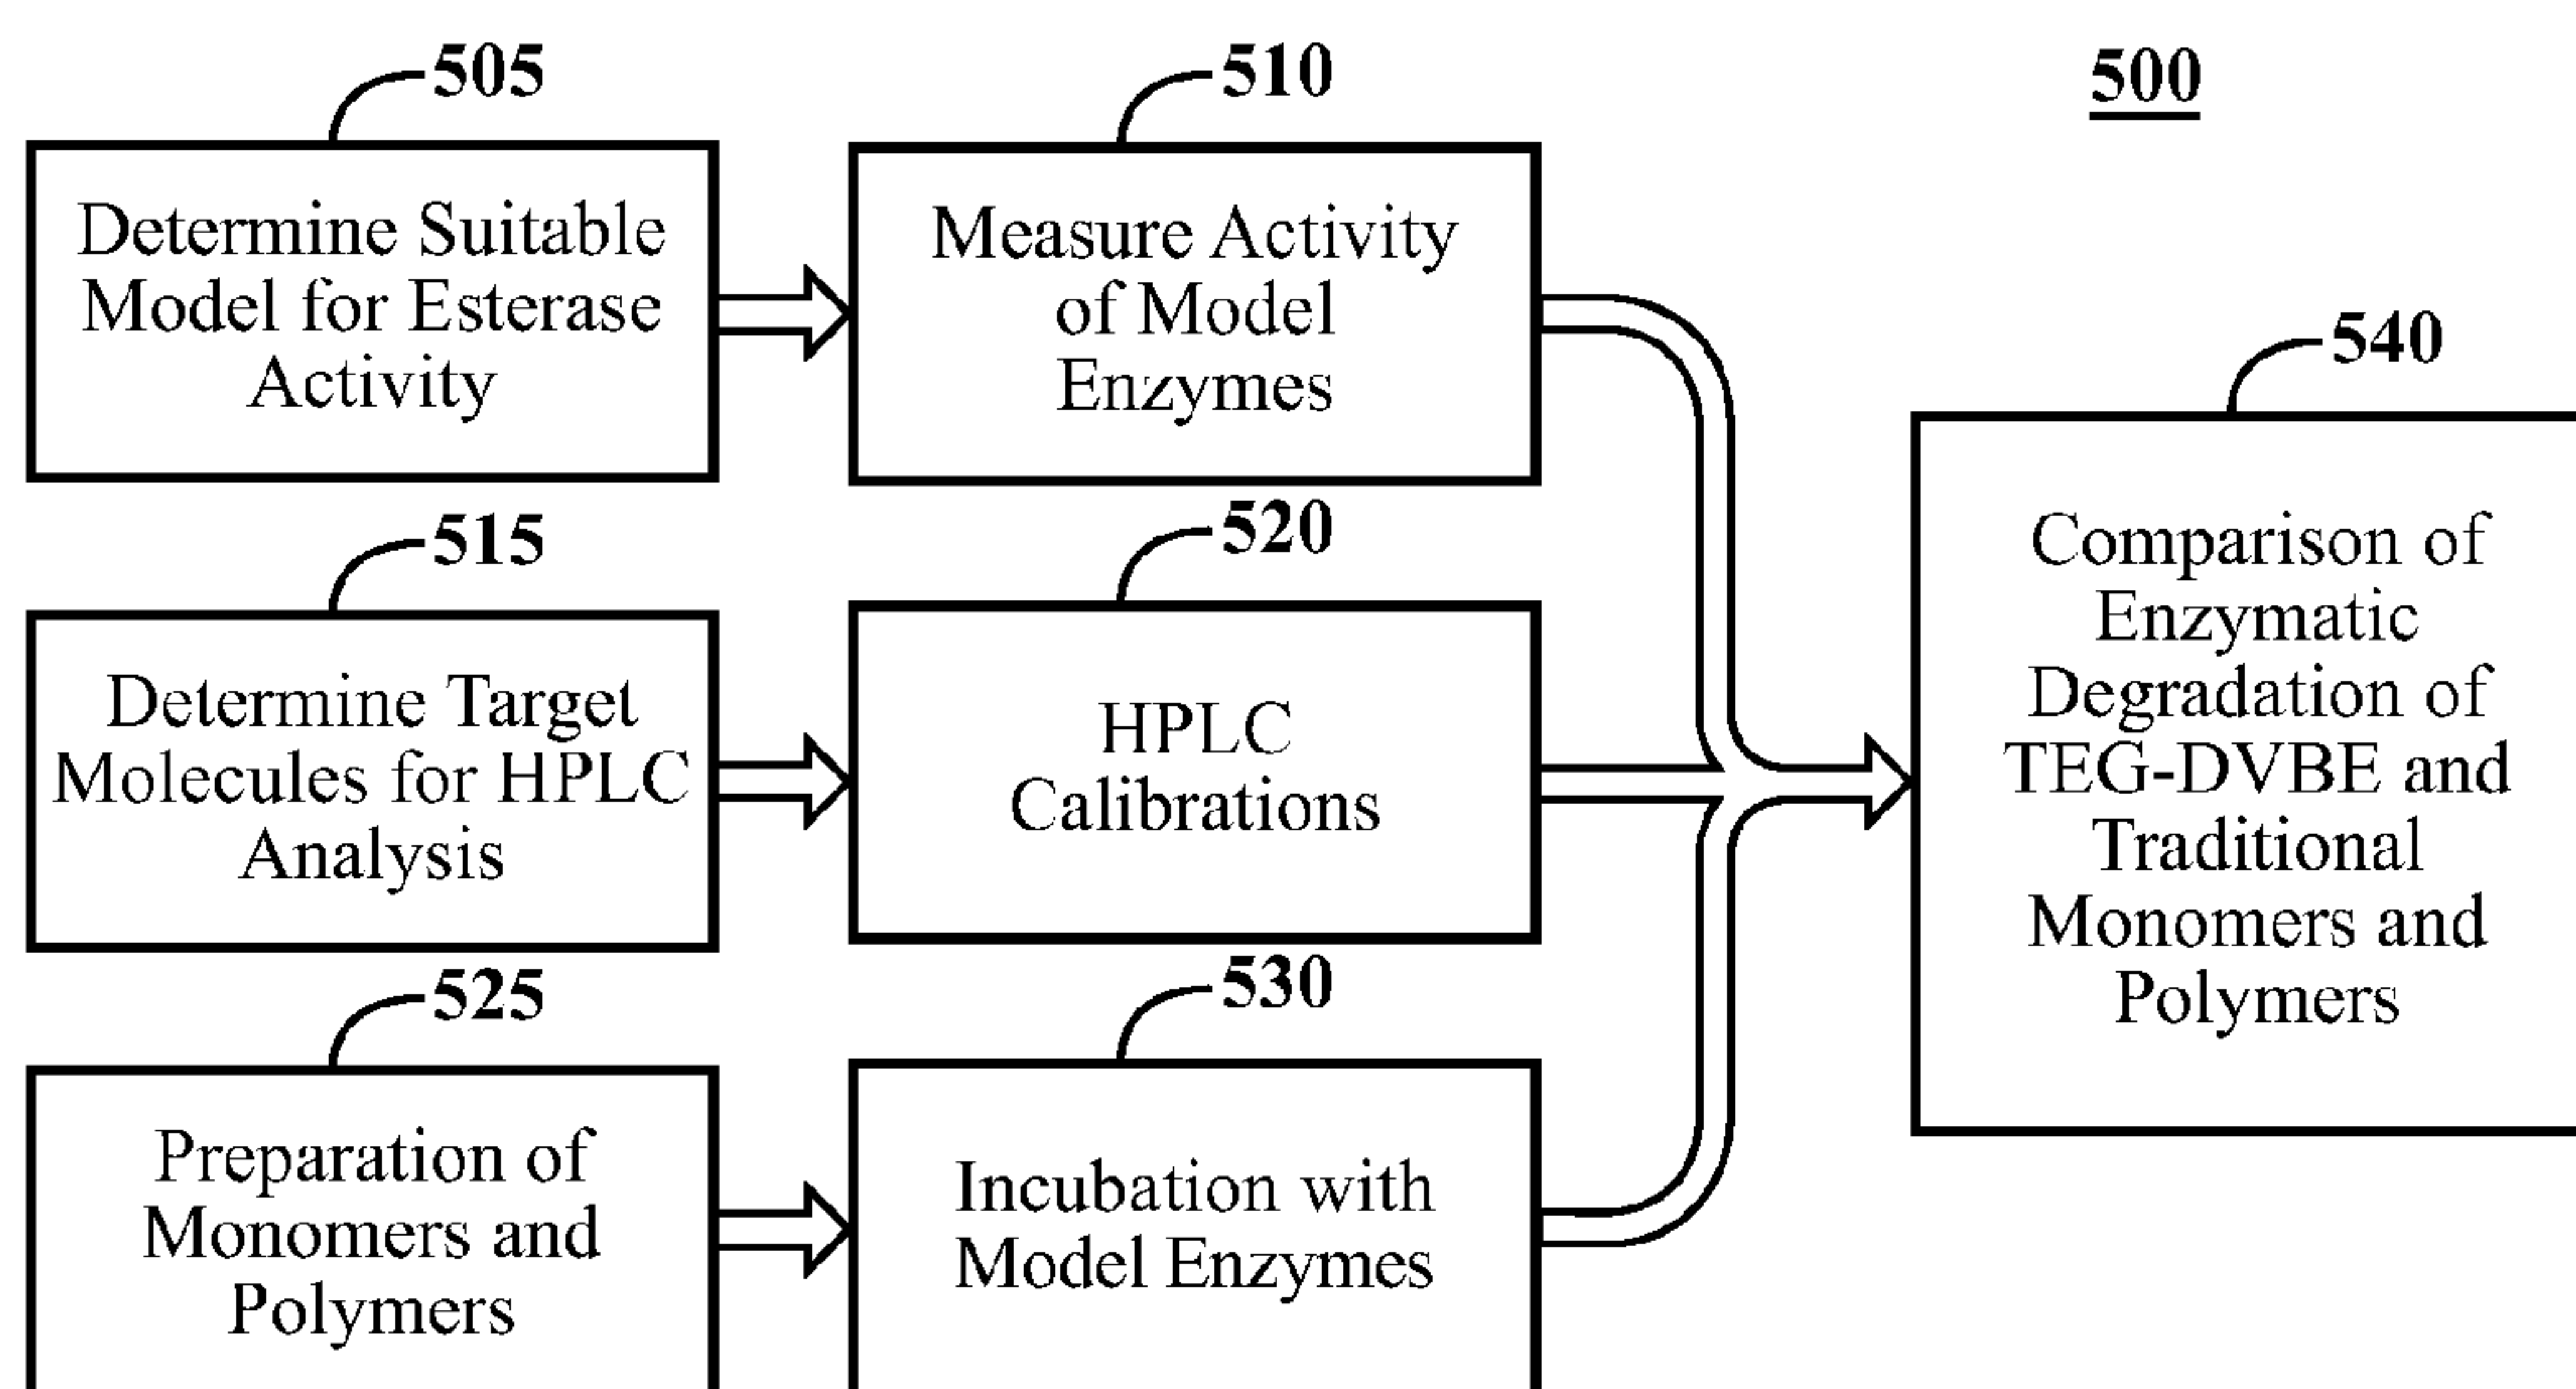 505
510
500
Determine Suitable
Model for Esterase
Activity
Measure Activity
of Model
Enzymes
540
515
520
Determine Target
Molecules for HPLC
Analysis
HPLC
Calibrations
Comparison of
Enzymatic
Degradation of
TEG-DVBE and
Traditional
Monomers and
Polymers
525
530
Preparation of
Monomers and
Polymers
Incubation with
Model Enzymes